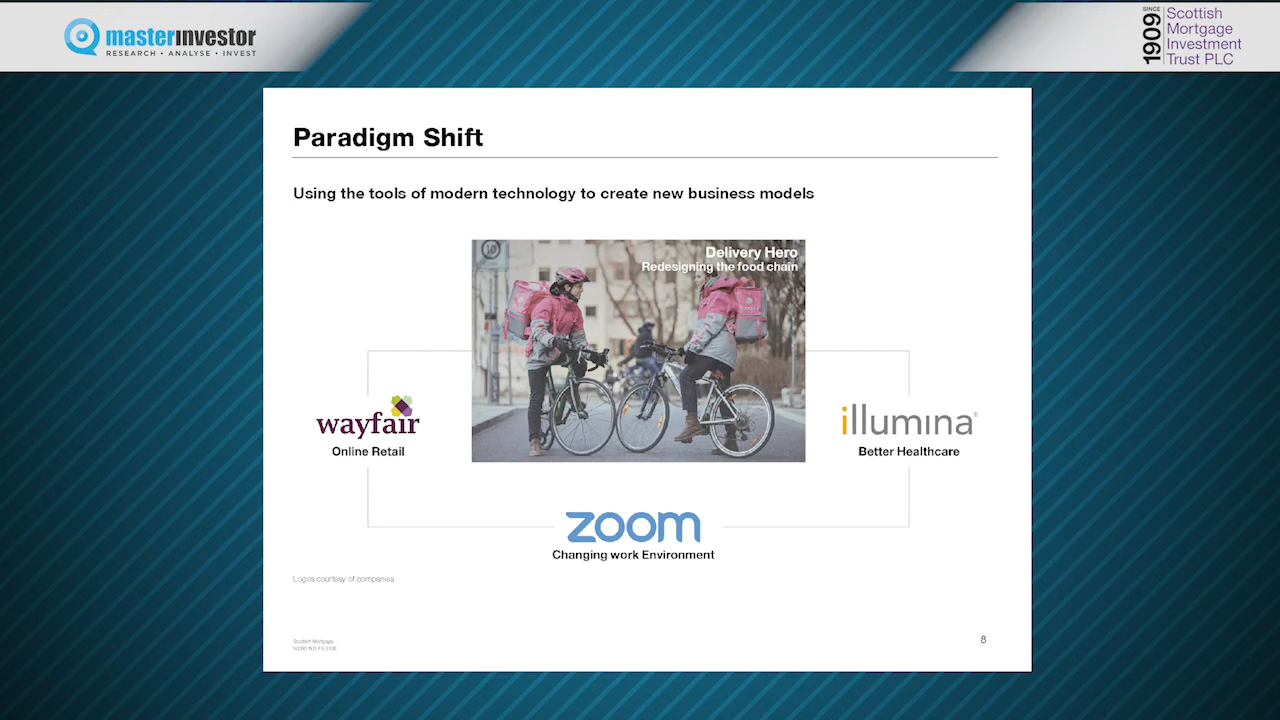 masterinvestor
RESEARCH • ANALYSE • INVEST
SINCE
1909
Scottish
Mortgage
Investment
Trust PLC
Paradigm Shift
Using the tools of modern technology to create new business models
Delivery Hero
Redesigning the food chain
wayfair
Online Retail
illumina®
Better Healthcare
zoom
Changing work Environment
Logos courtesy of companies
Scottish Mortgage
8